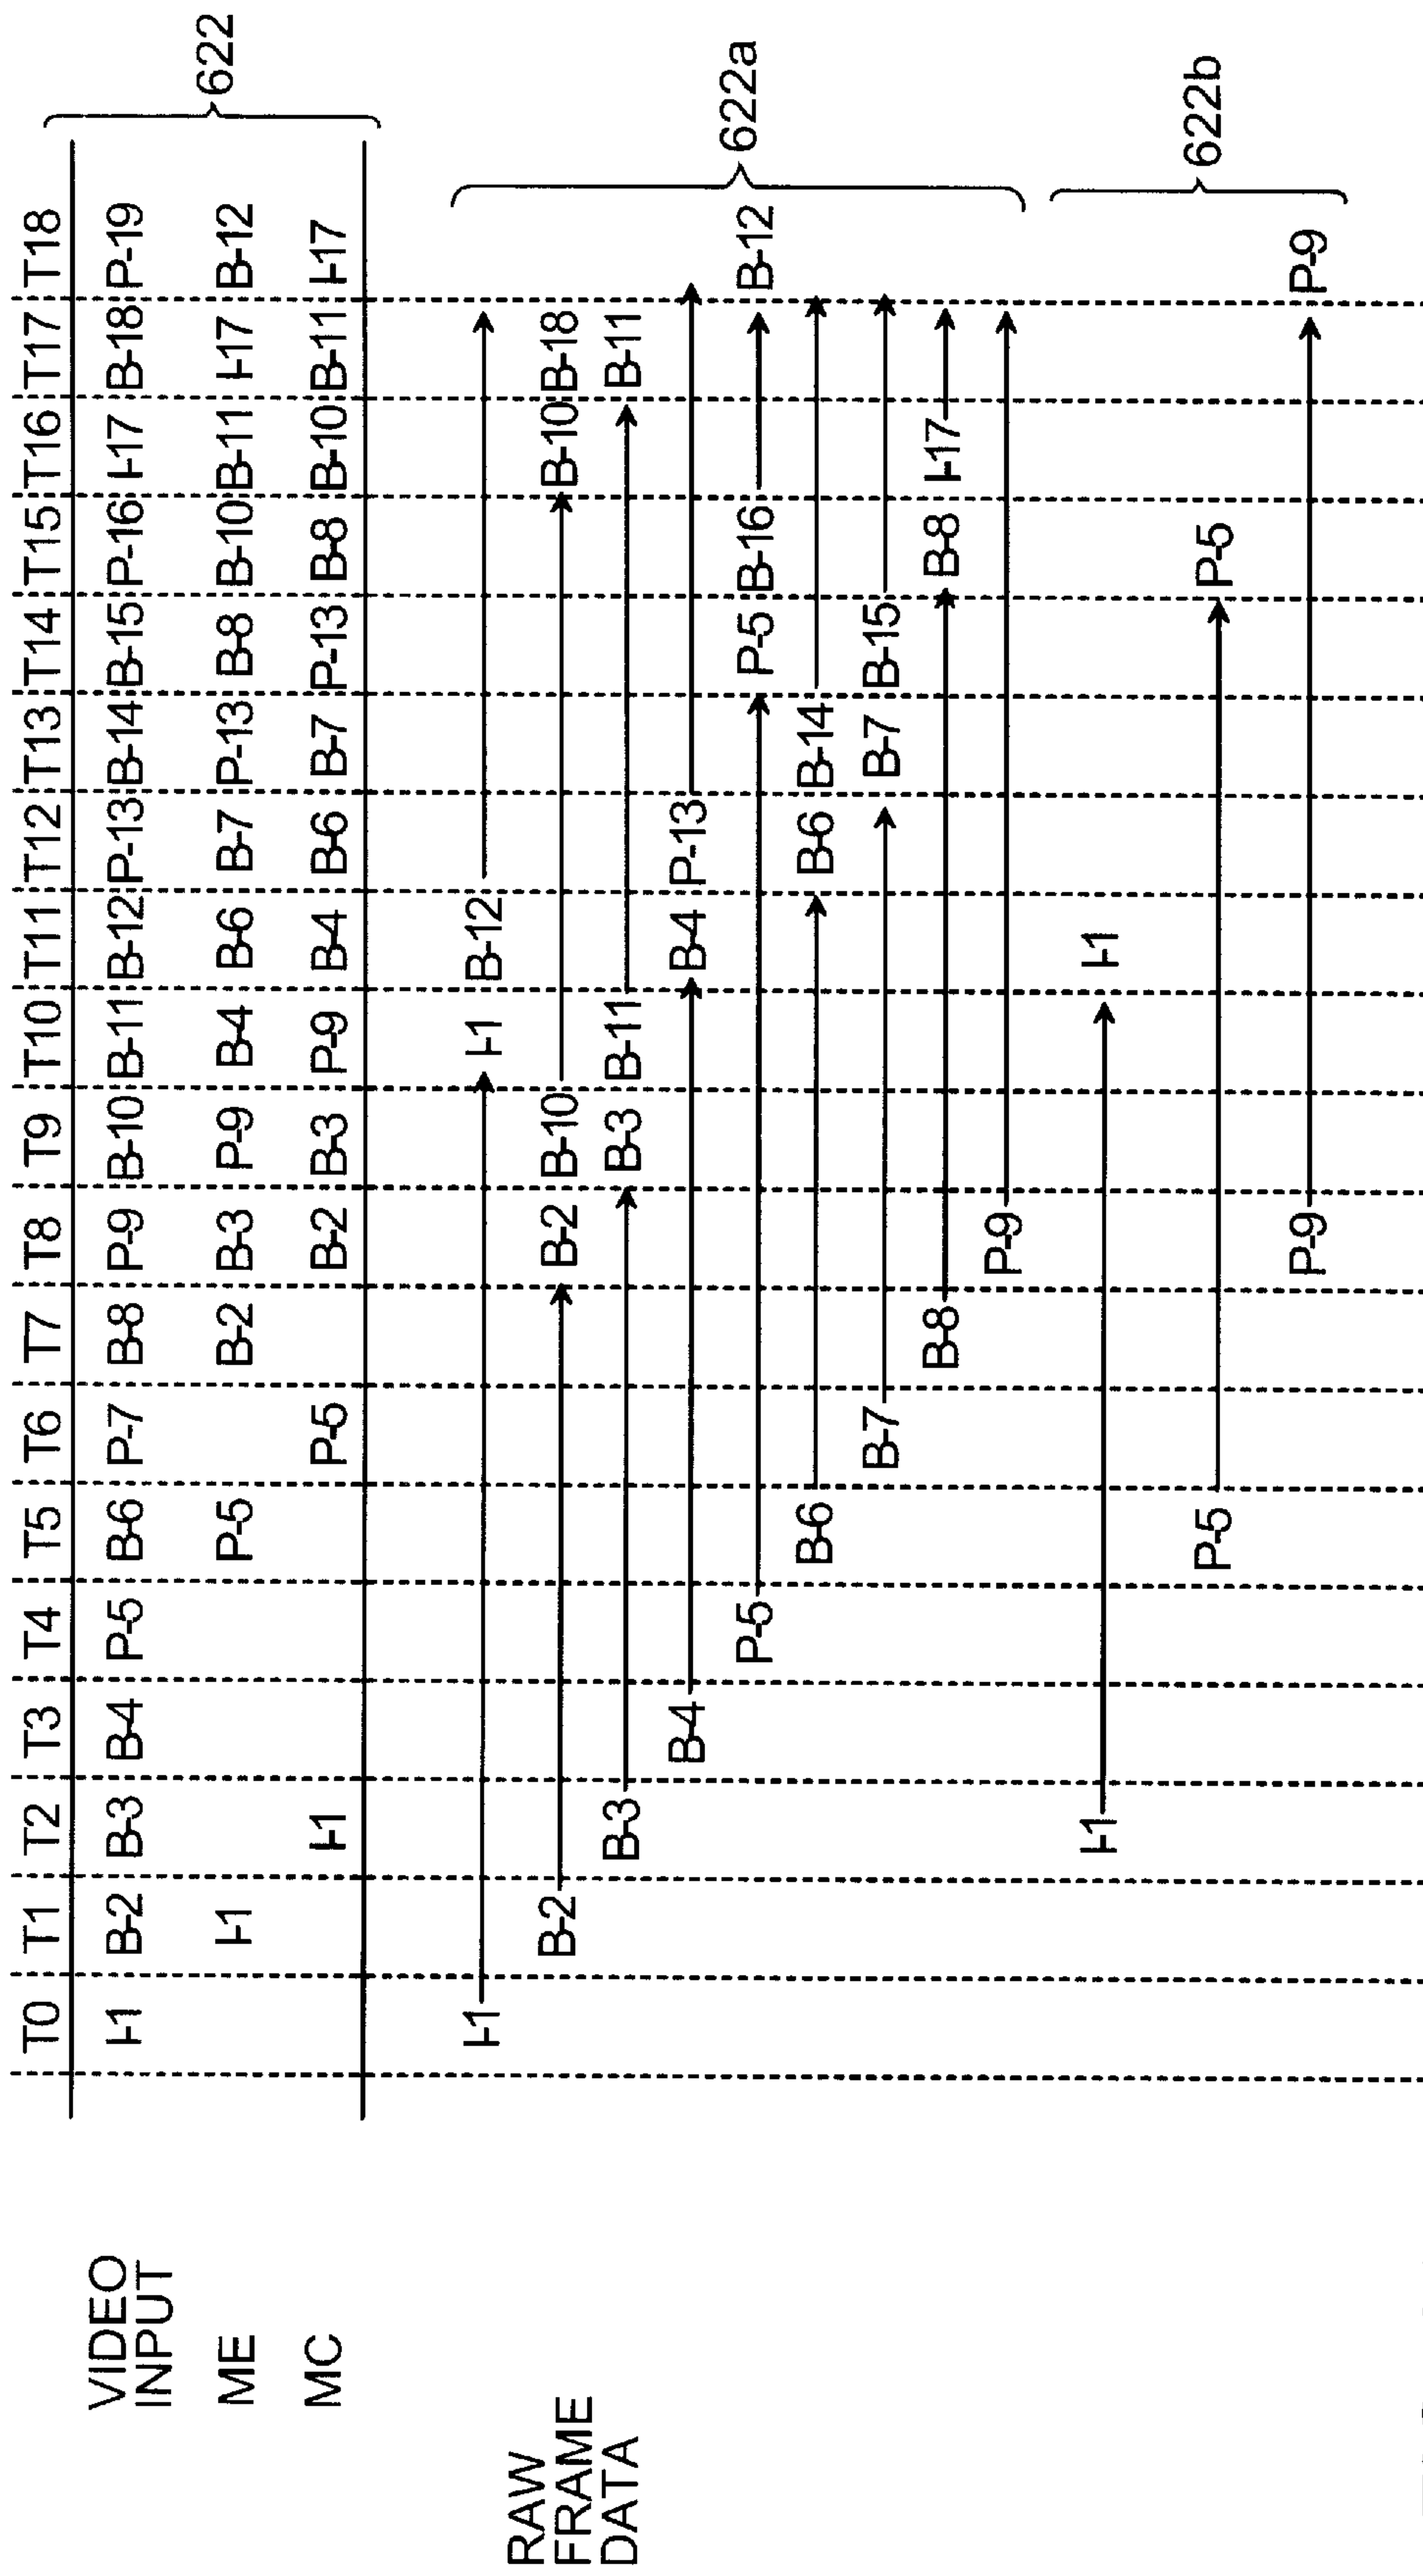 T0 T1 T2 T3 T4 T5 T6 T7 T8 T9 T10 T11 T12 T13 T14 T15 T16 T17 T18
VIDEO INPUT I-1 B-2 B-3 B-4 P-5 B-6 P-7 B-8 P-9 B-10 B-11 B-12 P-13 B-14 B-15 P-16 I-17 B-18 P-19
ME I-1 P-5 B-2 B-3 P-9 B-4 B-6 B-7 P-13 B-8 B-10 B-11 I-17 B-12
MC I-1 P-5 B-2 B-3 P-9 B-4 B-6 B-7 P-13 B-8 B-10 B-11 I-17
622
RAW
FRAME
DATA
I-1 I-1 B-12
B-2 B-2 B-10 B-10 B-18
B-3 B-3 B-11 B-11
B-4 B-4 P-13
P-5 P-5 B-16 B-12
B-6 B-6 B-14
B-7 B-7 B-15
B-8 B-8 I-17
P-9
622a
I-1 I-1
P-5 P-5
P-9 P-9
622b